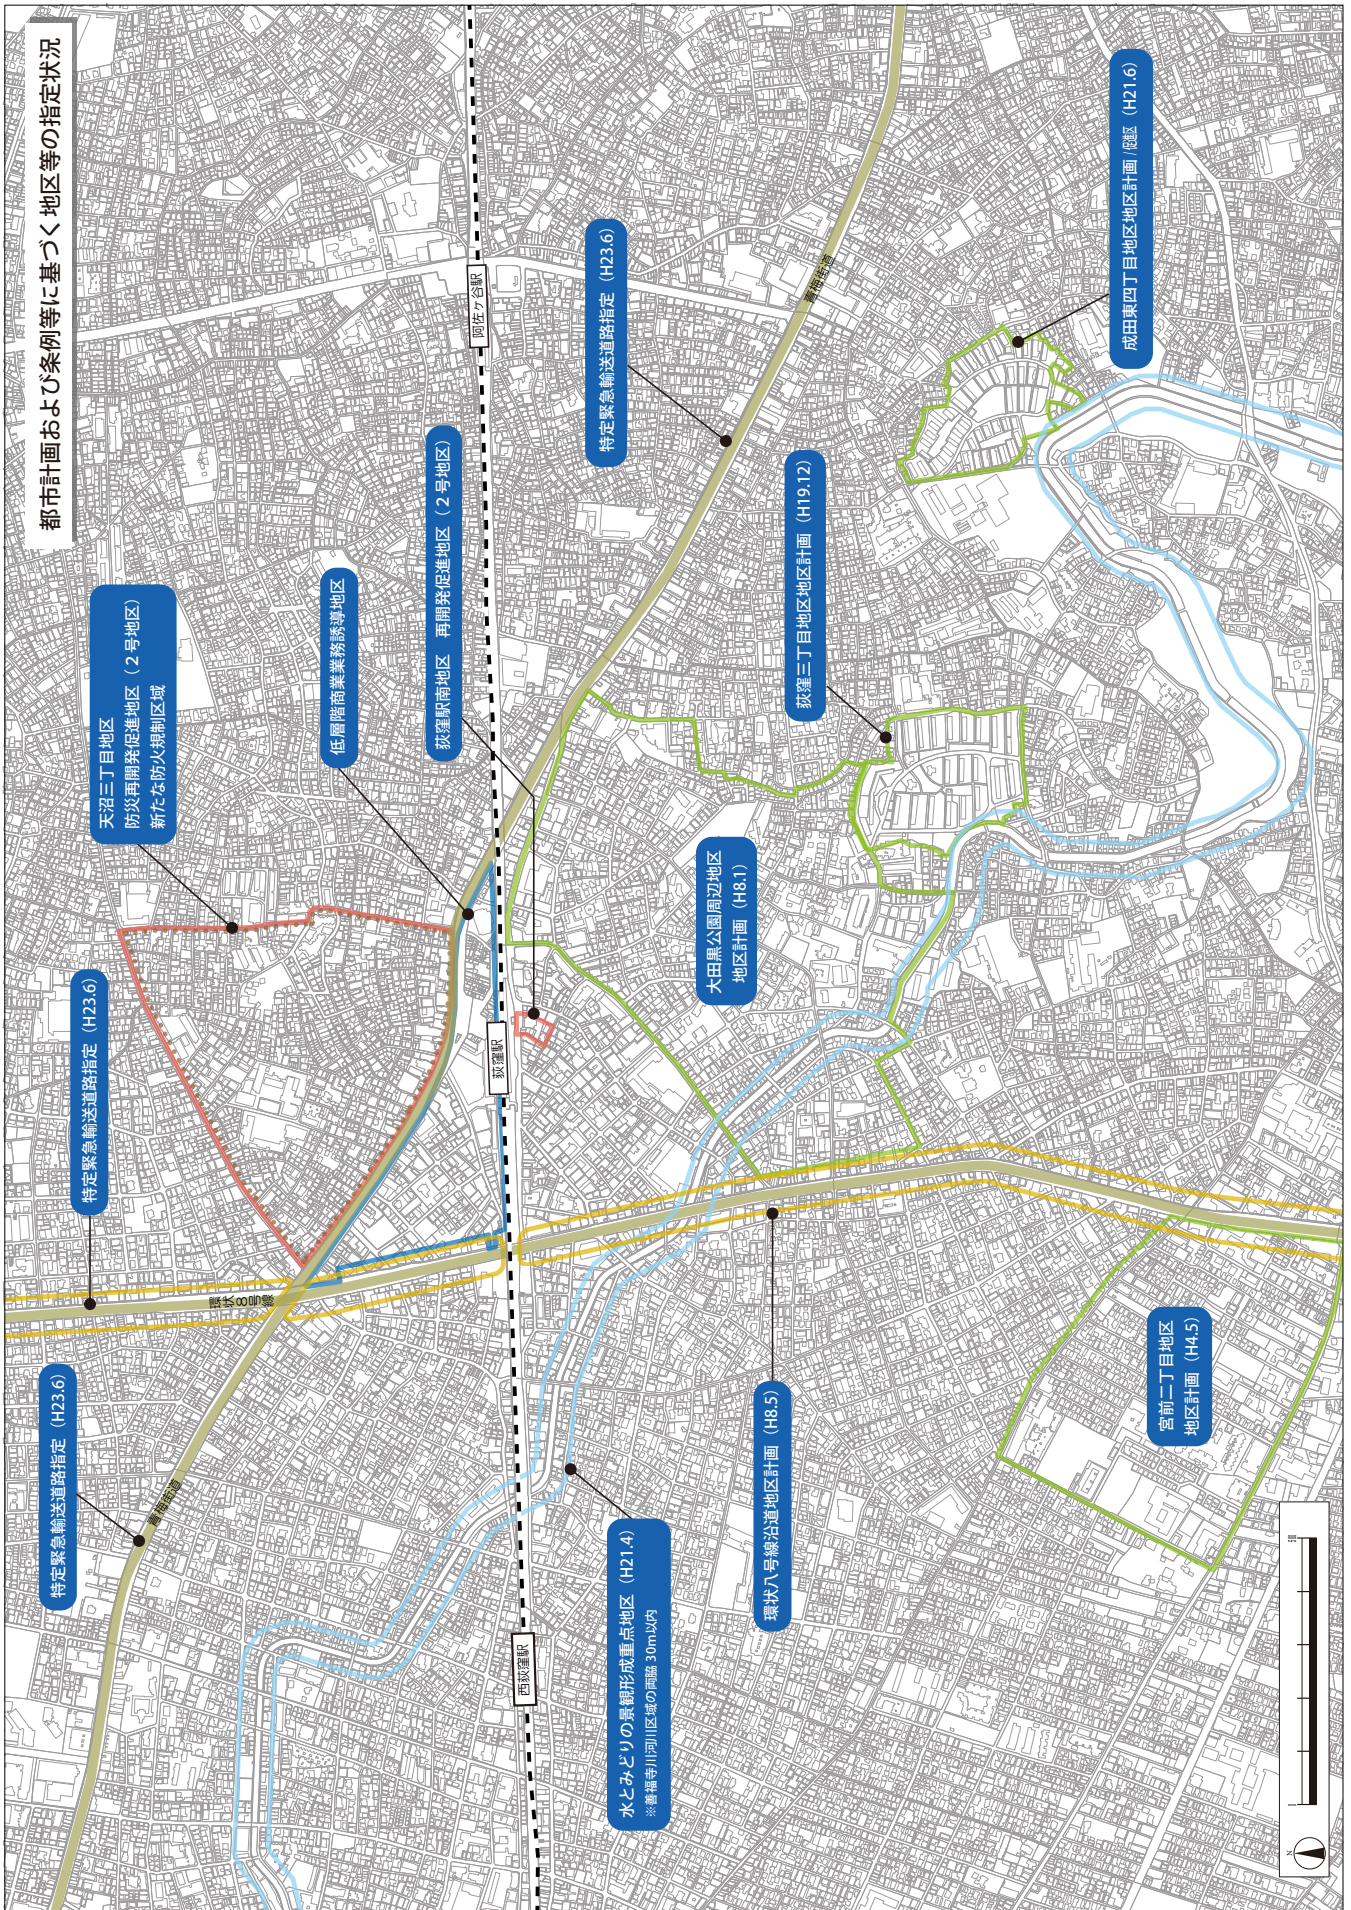 都市計画および条例等に基づく地区等の指定状況
天沼三丁目地区
防災再開発促進地区（2号地区）
新たな防火規制区域
低層階商業業務誘導地区
荻窪駅南地区　再開発促進地区（2号地区）
特定緊急輸送道路指定（H23.6）
成田東四丁目地区地区計画
（H21.6）
荻窪三丁目地区地区計画（H19.12）
大田黒公園周辺地区
地区計画（H8.1）
特定緊急輸送道路指定（H23.6）
特定緊急輸送道路指定（H23.6）
水とみどりの景観形成重点地区（H21.4）
※善福寺川河川区域の両脇 30m以内
環状八号線沿道地区計画（H8.5）
宮前二丁目地区
地区計画（H4.5）
阿佐ヶ谷駅
荻窪駅
西荻窪駅
青梅街道
青梅街道
環状8号線
N